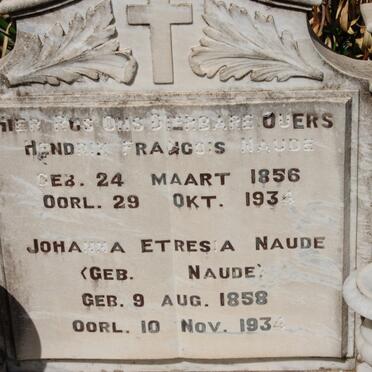 HIER RUS ONS DIERBARE OUERS
HENDRIK FRANCOIS NAUDE
GEB. 24 MAART 1856
OORL. 29 OKT. 1934
JOHANNA ETRESIA NAUDE
(GEB. NAUDE)
GEB. 9 AUG. 1858
OORL. 10 NOV. 1934